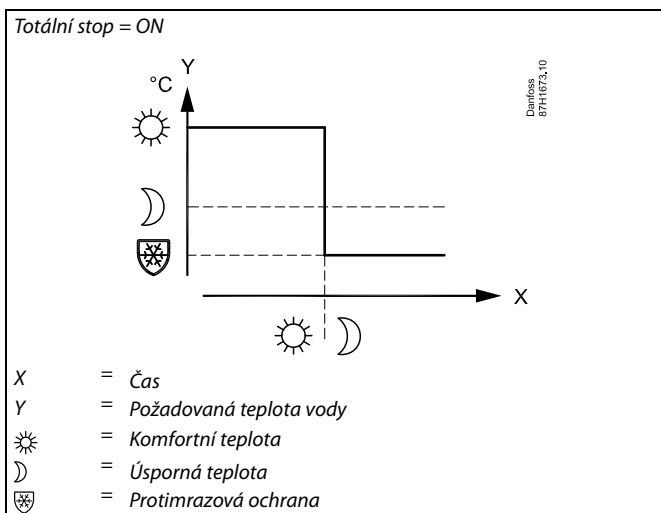 Totální stop = ON
Y
°C
Danfoss
87H1673.10
X
X = Čas
Y = Požadovaná teplota vody
= Komfortní teplota
= Úsporná teplota
= Protimrazová ochrana